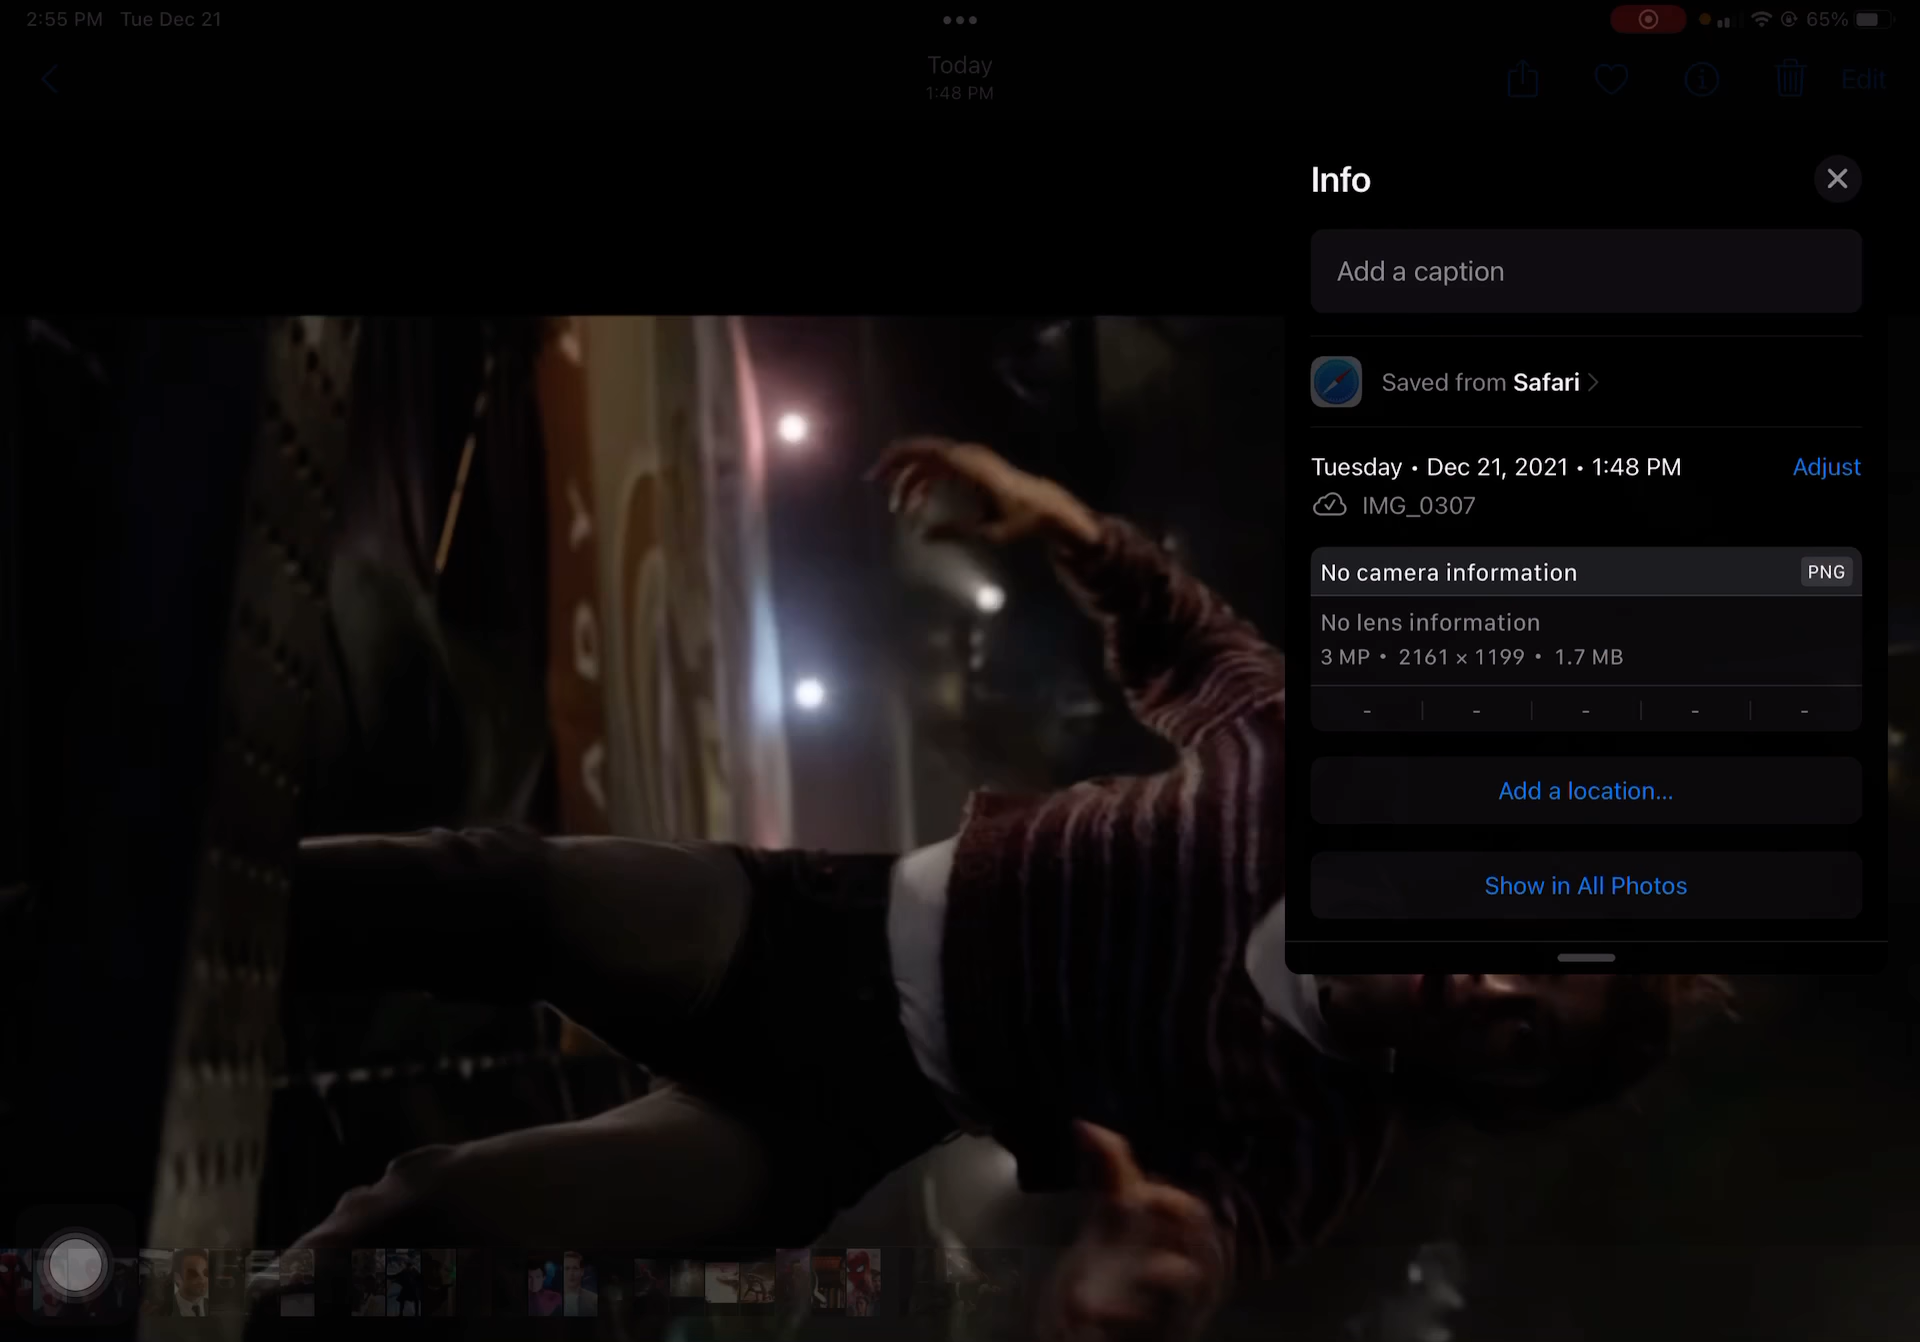 2:55 PM Tue Dec 21
65%
Today
1:48 PM
Edit
Info
Add a caption
Saved from Safari
Tuesday • Dec 21, 2021 • 1:48 PM
Adjust
IMG_0307
No camera information
PNG
No lens information
3 MP • 2161 × 1199 • 1.7 MB
- - - - -
Add a location...
Show in All Photos